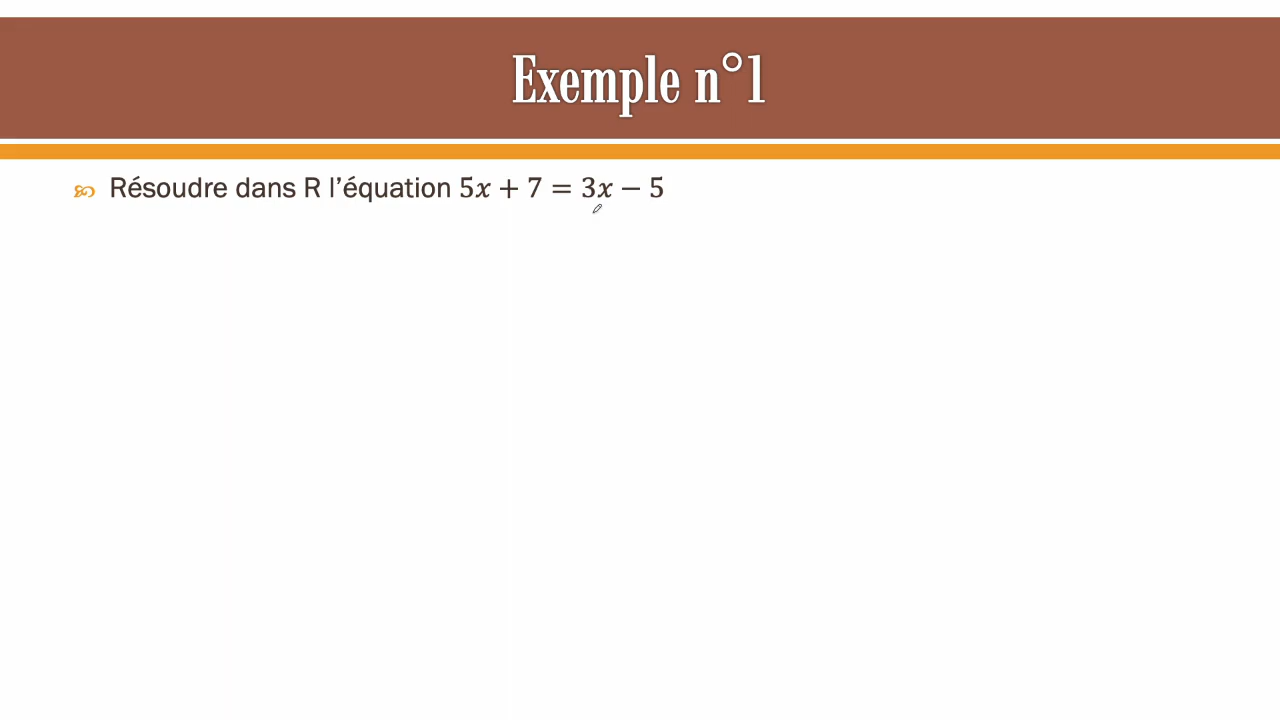 Exemple n°1
Résoudre dans R l’équation 5𝑥 + 7 = 3𝑥 − 5